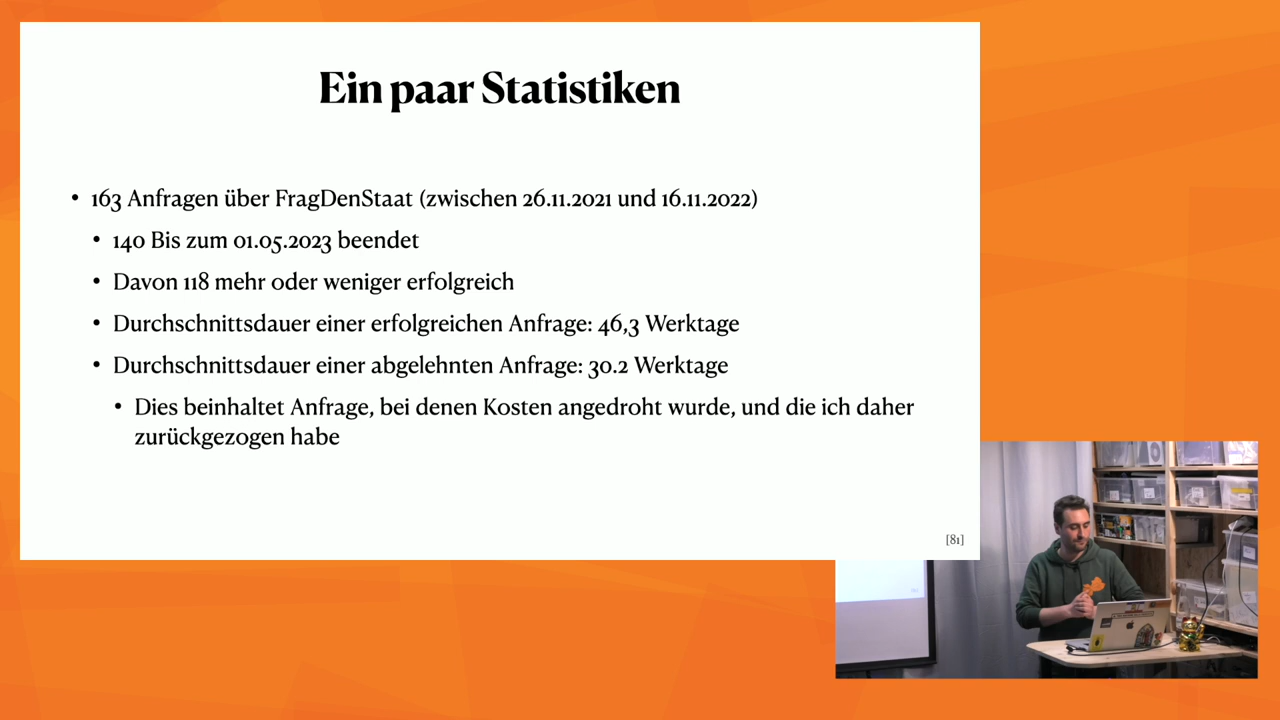 Ein paar Statistiken
• 163 Anfragen über FragDenStaat (zwischen 26.11.2021 und 16.11.2022)
• 140 Bis zum 01.05.2023 beendet
• Davon 118 mehr oder weniger erfolgreich
• Durchschnittsdauer einer erfolgreichen Anfrage: 46,3 Werktage
• Durchschnittsdauer einer abgelehnten Anfrage: 30.2 Werktage
• Dies beinhaltet Anfrage, bei denen Kosten angedroht wurde, und die ich daher
zurückgezogen habe
[81]